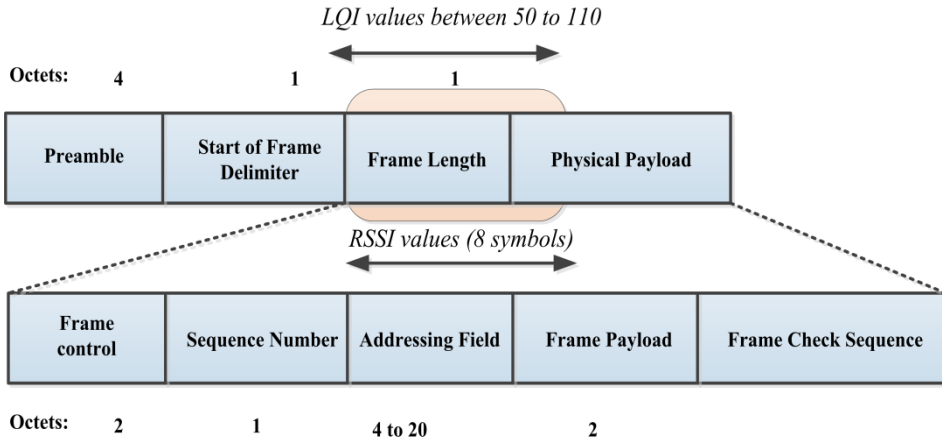 LQI values between 50 to 110
Octets: 4 1 1
Preamble
Start of Frame
Delimiter
Frame Length
Physical Payload
RSSI values (8 symbols)
Frame
control
Sequence Number
Addressing Field
Frame Payload
Frame Check Sequence
Octets: 2 1 4 to 20 2